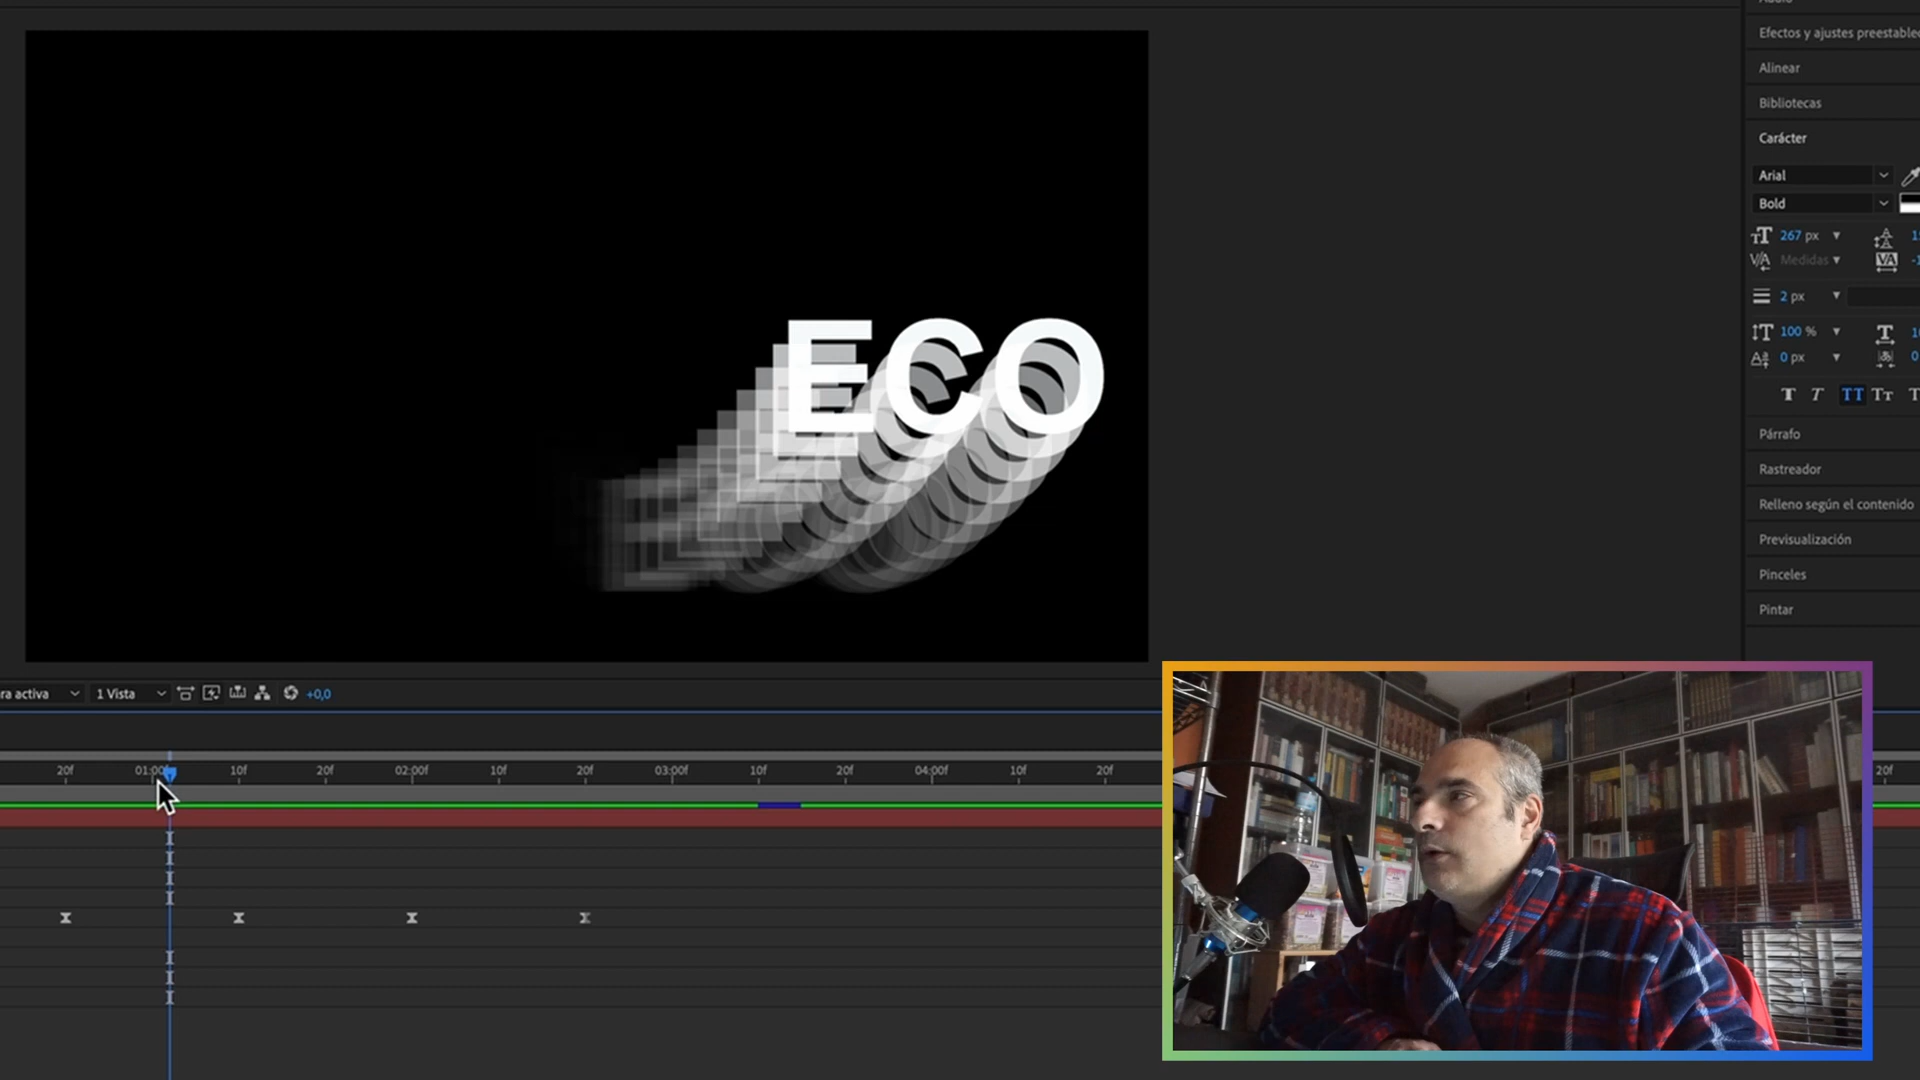 Efectos y ajustes
Alinear
Bibliotecas
Carácter
Arial
Bold
267 px
Medidas
2 px
100 %
0 px
TT
Párrafo
Rastreador
Relleno según el contenido
Previsualización
Pinceles
Pintar
ECO
activa
1 Vista
+0,0
20f 01:00f 10f 20f 02:00f 10f 20f 03:00f 10f 20f 04:00f 10f 20f 20f